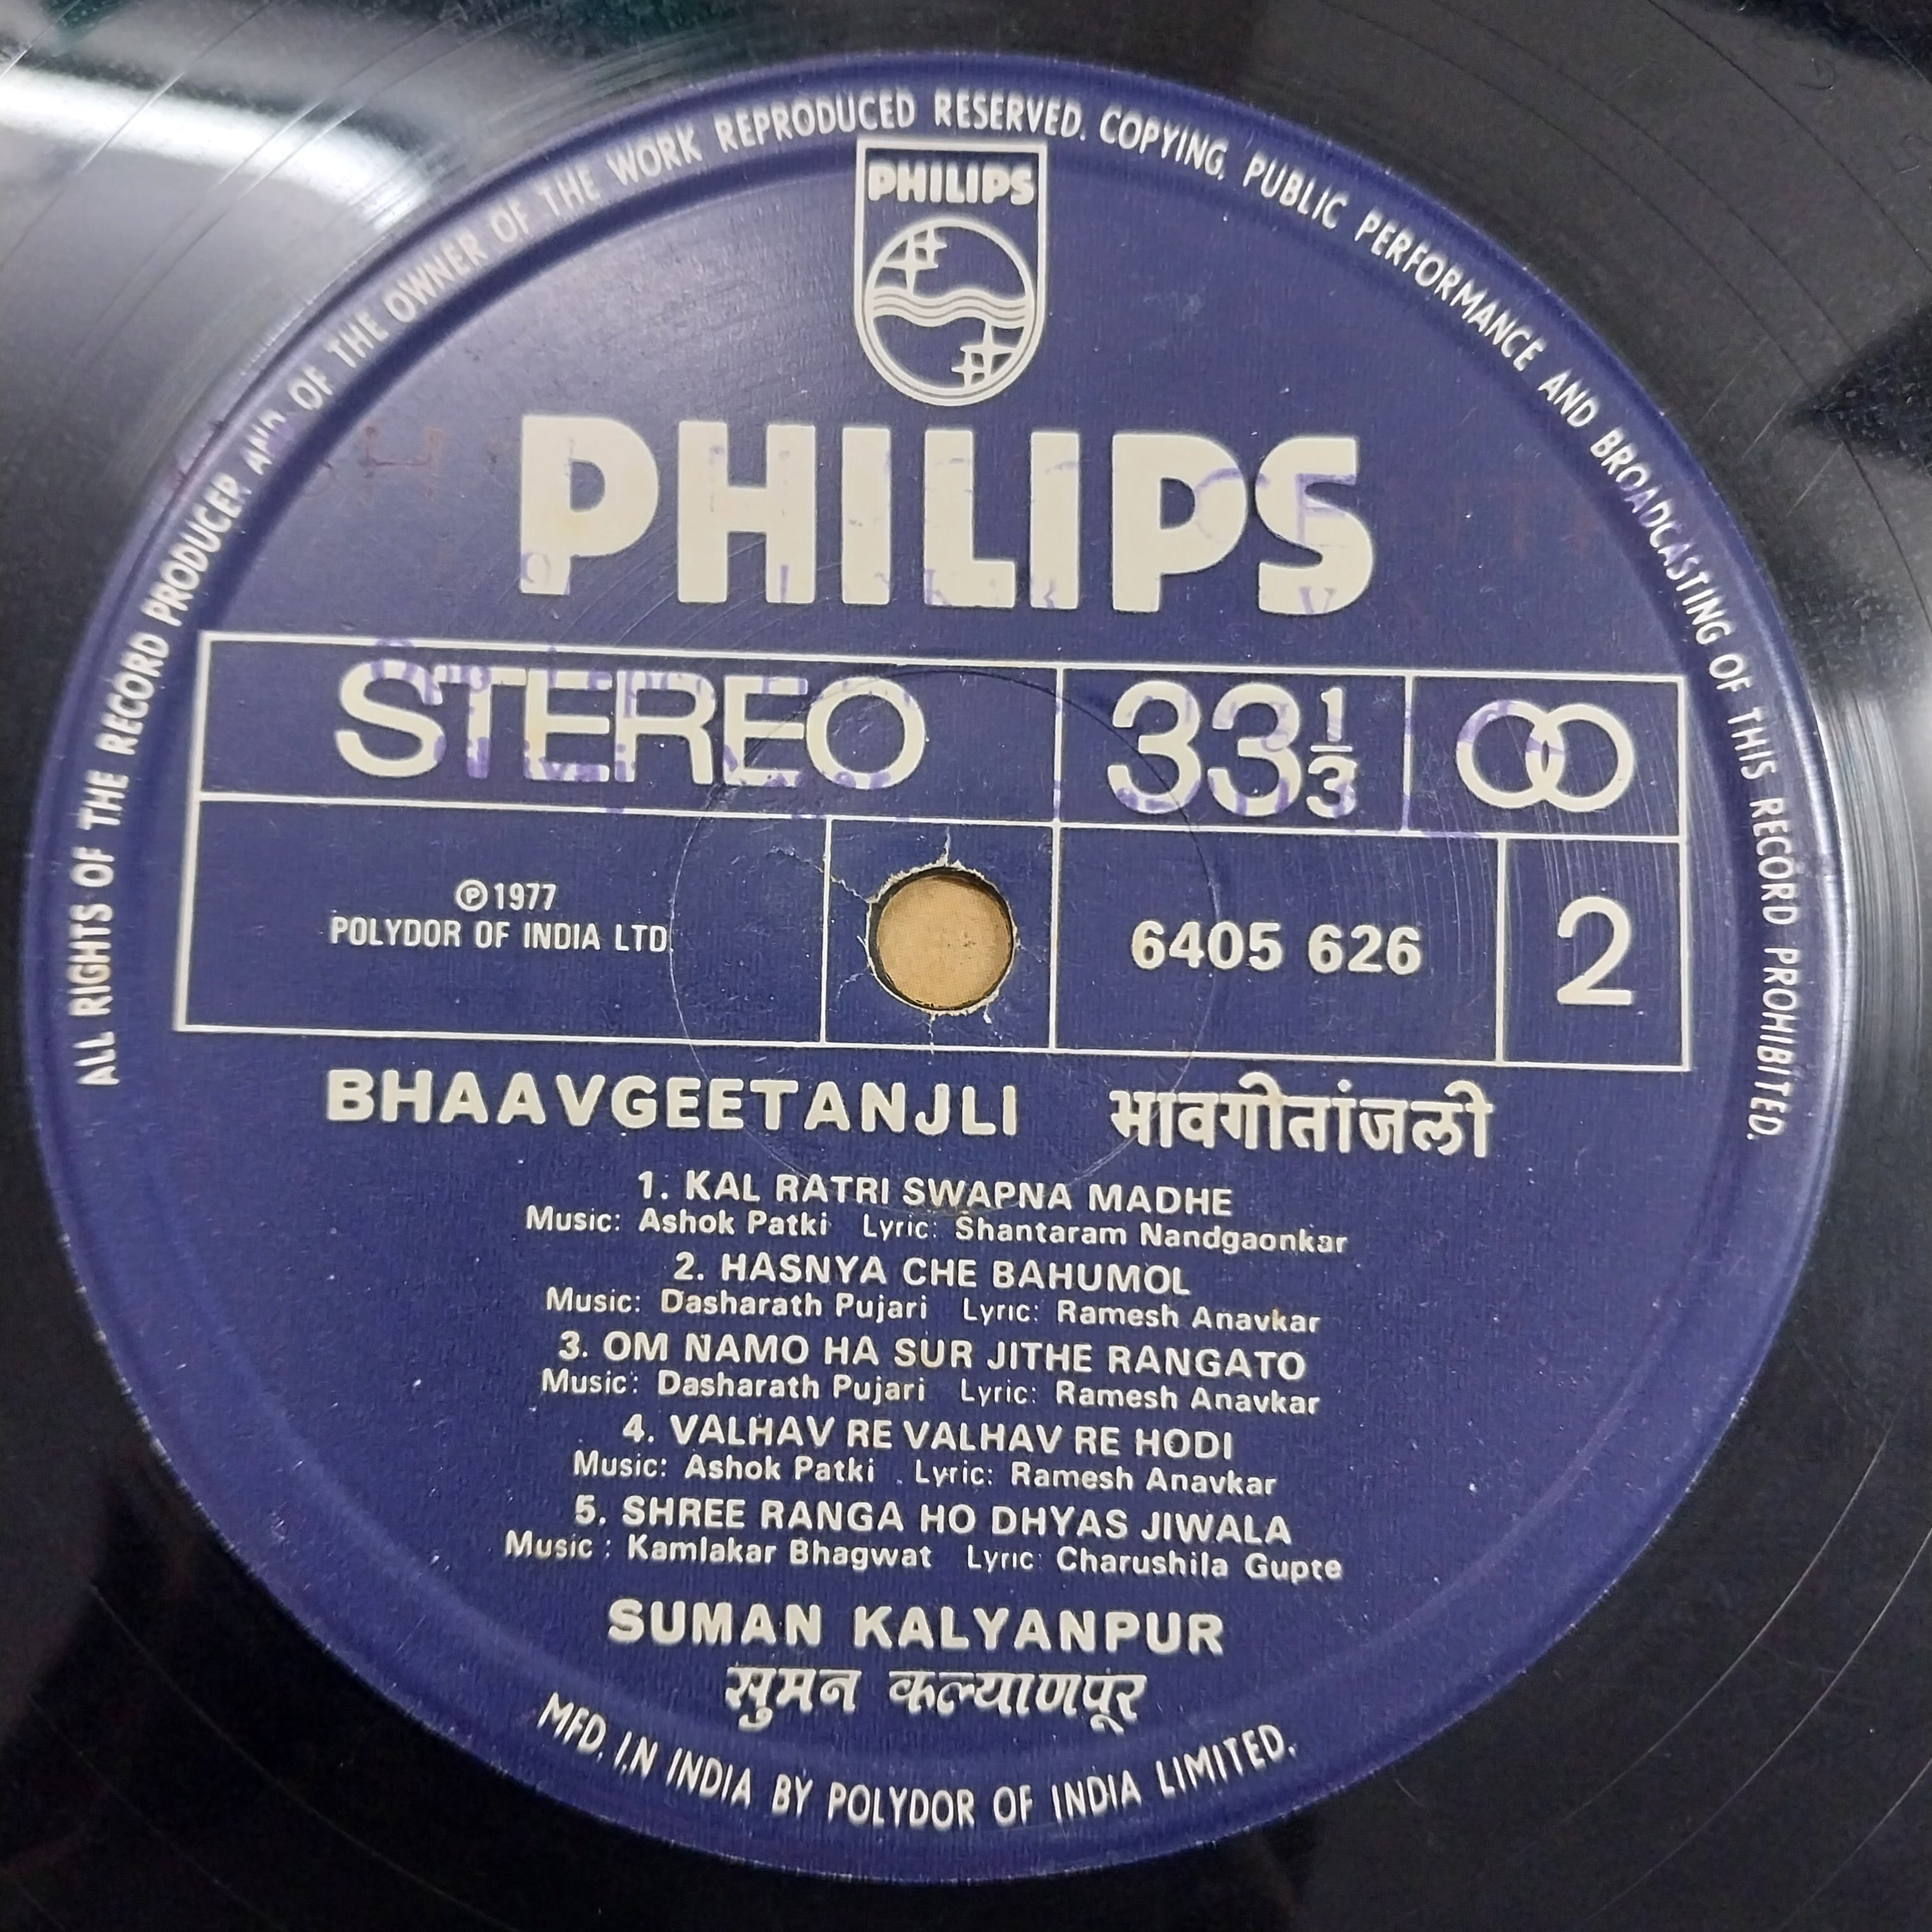 ALL RIGHTS OF THE RECORD PRODUCER AND OF THE OWNER OF THE WORK REPRODUCED RESERVED. COPYING, PUBLIC PERFORMANCE AND BROADCASTING OF THIS RECORD PROHIBITED.
PHILIPS
PHILIPS
STEREO 33 1/3
℗ 1977
POLYDOR OF INDIA LTD.
6405 626 2
BHAAVGEETANJLI भावगीतांजली
1. KAL RATRI SWAPNA MADHE
Music: Ashok Patki Lyric: Shantaram Nandgaonkar
2. HASNYA CHE BAHUMOL
Music: Dasharath Pujari Lyric: Ramesh Anavkar
3. OM NAMO HA SUR JITHE RANGATO
Music: Dasharath Pujari Lyric: Ramesh Anavkar
4. VALHAV RE VALHAV RE HODI
Music: Ashok Patki Lyric: Ramesh Anavkar
5. SHREE RANGA HO DHYAS JIWALA
Music: Kamlakar Bhagwat Lyric: Charushila Gupte
SUMAN KALYANPUR
सुमन कल्याणपूर
MFD. IN INDIA BY POLYDOR OF INDIA LIMITED.